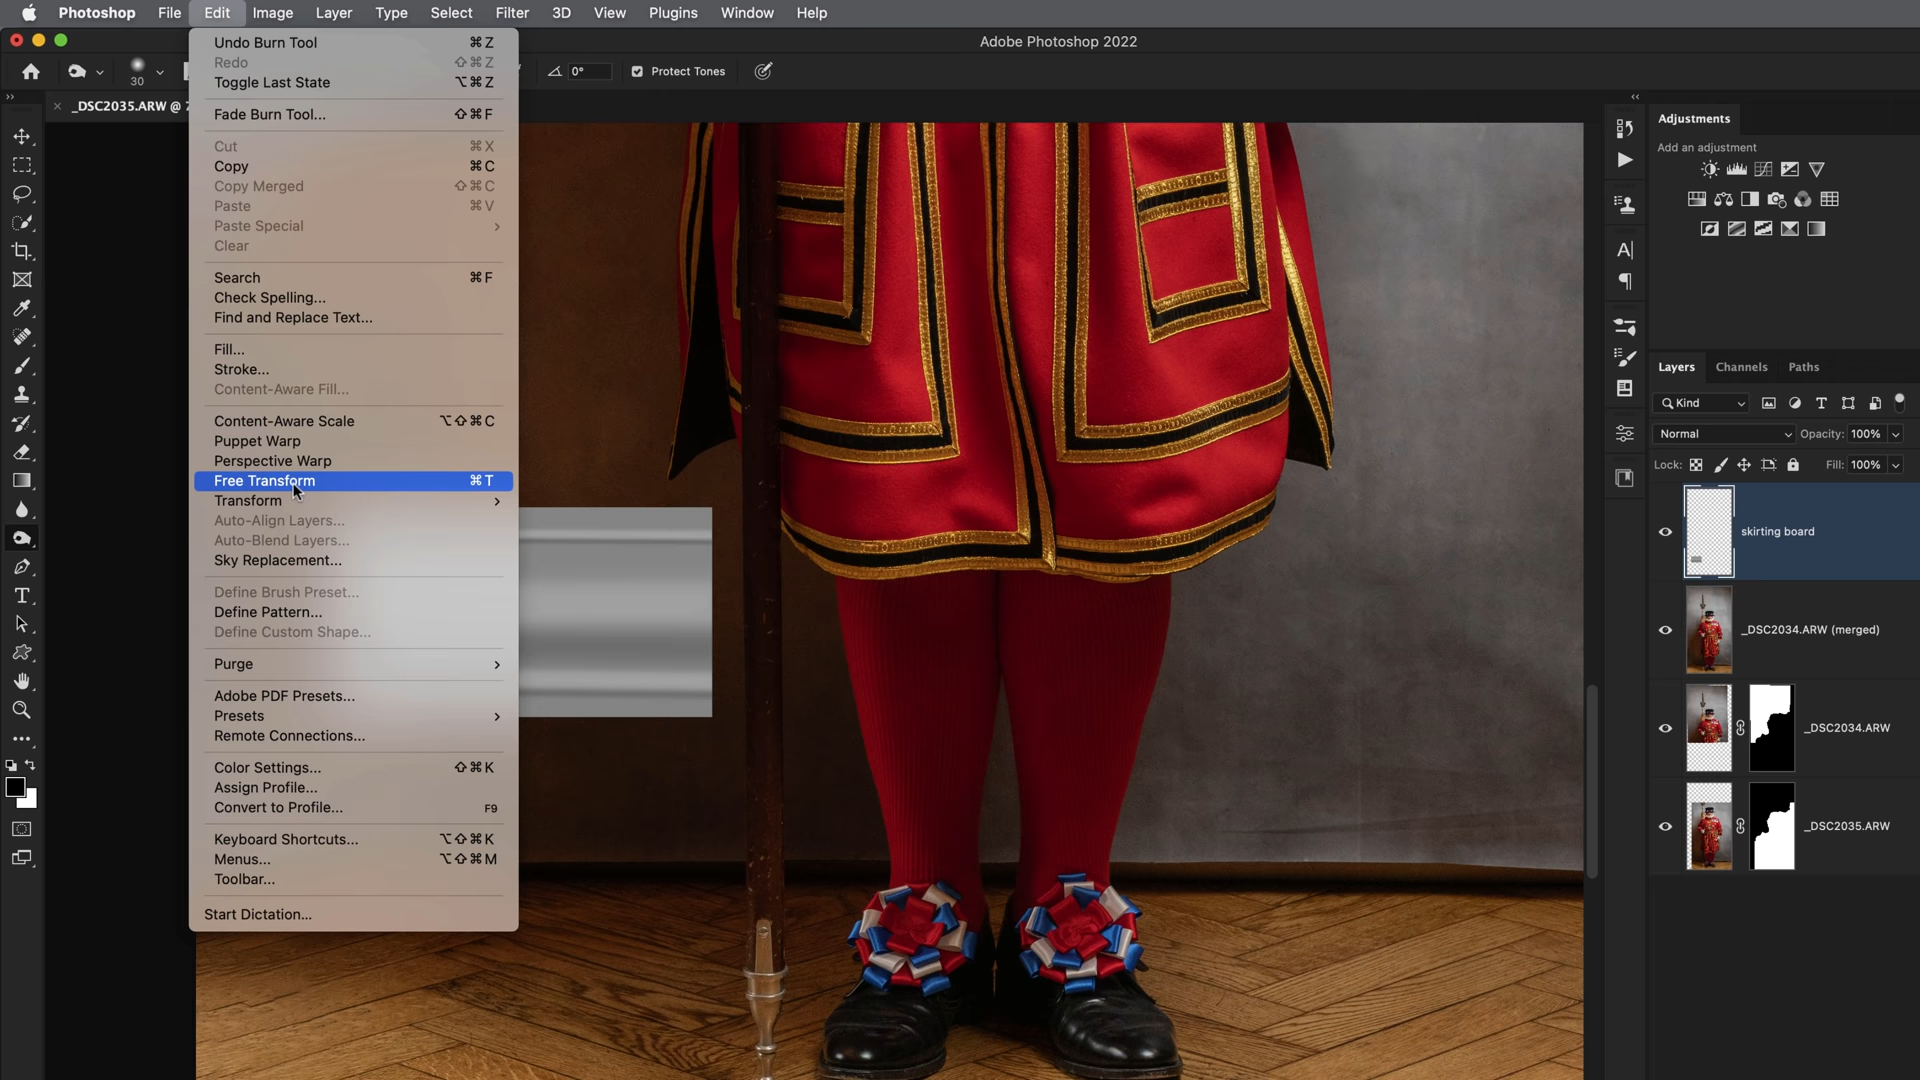 Photoshop File Edit Image Layer Type Select Filter 3D View Plugins Window Help
Adobe Photoshop 2022
30 0° Protect Tones
_DSC2035.ARW @ 7
Undo Burn Tool ⌘Z
Redo ⇧⌘Z
Toggle Last State ⌥⌘Z
Fade Burn Tool... ⇧⌘F
Cut ⌘X
Copy ⌘C
Copy Merged ⇧⌘C
Paste ⌘V
Paste Special
Clear
Search ⌘F
Check Spelling...
Find and Replace Text...
Fill...
Stroke...
Content-Aware Fill...
Content-Aware Scale ⌥⇧⌘C
Puppet Warp
Perspective Warp
Free Transform ⌘T
Transform
Auto-Align Layers...
Auto-Blend Layers...
Sky Replacement...
Define Brush Preset...
Define Pattern...
Define Custom Shape...
Purge
Adobe PDF Presets...
Presets
Remote Connections...
Color Settings... ⇧⌘K
Assign Profile...
Convert to Profile... F9
Keyboard Shortcuts... ⌥⇧⌘K
Menus... ⌥⇧⌘M
Toolbar...
Start Dictation...
Adjustments
Add an adjustment
Layers Channels Paths
Kind
Normal Opacity: 100%
Lock: Fill: 100%
skirting board
_DSC2034.ARW (merged)
_DSC2034.ARW
_DSC2035.ARW